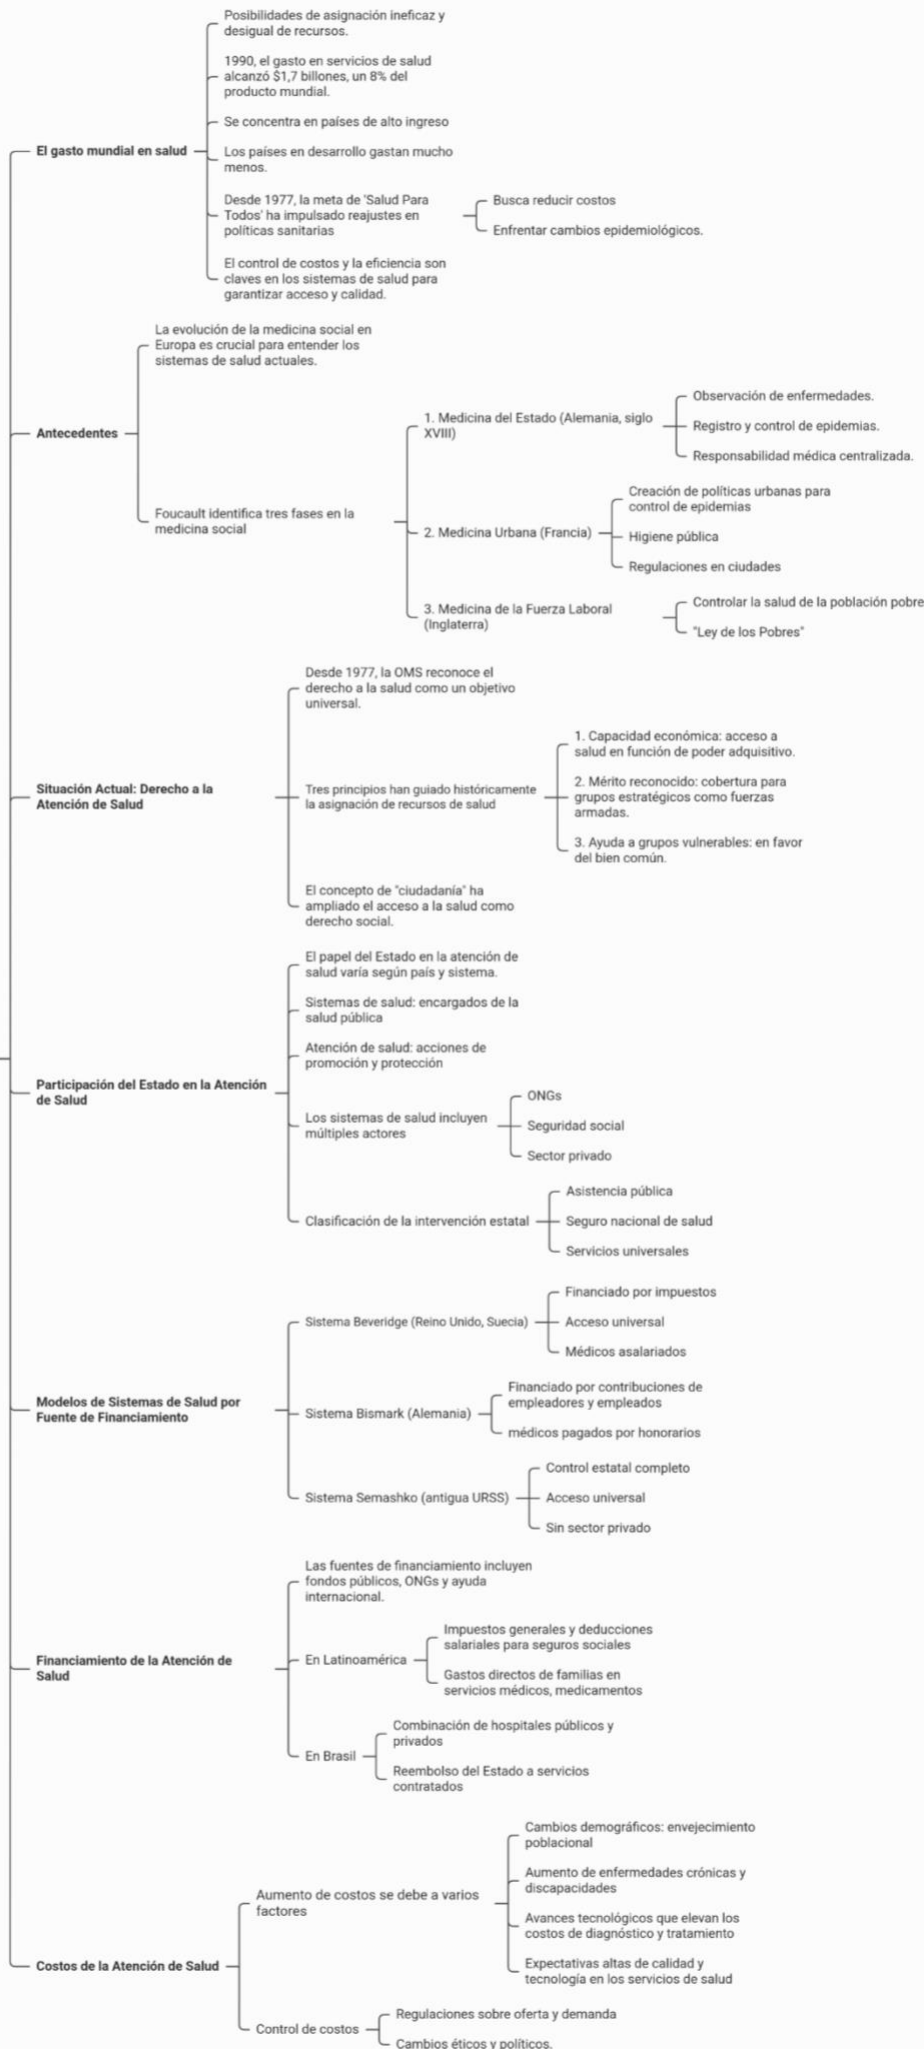 El gasto mundial en salud
Posibilidades de asignación ineficaz y
desigual de recursos.
1990, el gasto en servicios de salud
alcanzó $1,7 billones, un 8% del
producto mundial.
Se concentra en países de alto ingreso
Los países en desarrollo gastan mucho
menos.
Desde 1977, la meta de 'Salud Para
Todos' ha impulsado reajustes en
políticas sanitarias
Busca reducir costos
Enfrentar cambios epidemiológicos.
El control de costos y la eficiencia son
claves en los sistemas de salud para
garantizar acceso y calidad.
Antecedentes
La evolución de la medicina social en
Europa es crucial para entender los
sistemas de salud actuales.
Foucault identifica tres fases en la
medicina social
1. Medicina del Estado (Alemania, siglo
XVIII)
Observación de enfermedades.
Registro y control de epidemias.
Responsabilidad médica centralizada.
2. Medicina Urbana (Francia)
Creación de políticas urbanas para
control de epidemias
Higiene pública
Regulaciones en ciudades
3. Medicina de la Fuerza Laboral
(Inglaterra)
Controlar la salud de la población pobre
"Ley de los Pobres"
Situación Actual: Derecho a la
Atención de Salud
Desde 1977, la OMS reconoce el
derecho a la salud como un objetivo
universal.
Tres principios han guiado históricamente
la asignación de recursos de salud
1. Capacidad económica: acceso a
salud en función de poder adquisitivo.
2. Mérito reconocido: cobertura para
grupos estratégicos como fuerzas
armadas.
3. Ayuda a grupos vulnerables: en favor
del bien común.
El concepto de "ciudadanía" ha
ampliado el acceso a la salud como
derecho social.
Participación del Estado en la Atención
de Salud
El papel del Estado en la atención de
salud varía según país y sistema.
Sistemas de salud: encargados de la
salud pública
Atención de salud: acciones de
promoción y protección
Los sistemas de salud incluyen
múltiples actores
ONGs
Seguridad social
Sector privado
Clasificación de la intervención estatal
Asistencia pública
Seguro nacional de salud
Servicios universales
Modelos de Sistemas de Salud por
Fuente de Financiamiento
Sistema Beveridge (Reino Unido, Suecia)
Financiado por impuestos
Acceso universal
Médicos asalariados
Sistema Bismark (Alemania)
Financiado por contribuciones de
empleadores y empleados
médicos pagados por honorarios
Sistema Semashko (antigua URSS)
Control estatal completo
Acceso universal
Sin sector privado
Financiamiento de la Atención de
Salud
Las fuentes de financiamiento incluyen
fondos públicos, ONGs y ayuda
internacional.
En Latinoamérica
Impuestos generales y deducciones
salariales para seguros sociales
Gastos directos de familias en
servicios médicos, medicamentos
En Brasil
Combinación de hospitales públicos y
privados
Reembolso del Estado a servicios
contratados
Costos de la Atención de Salud
Aumento de costos se debe a varios
factores
Cambios demográficos: envejecimiento
poblacional
Aumento de enfermedades crónicas y
discapacidades
Avances tecnológicos que elevan los
costos de diagnóstico y tratamiento
Expectativas altas de calidad y
tecnología en los servicios de salud
Control de costos
Regulaciones sobre oferta y demanda
Cambios éticos y políticos.